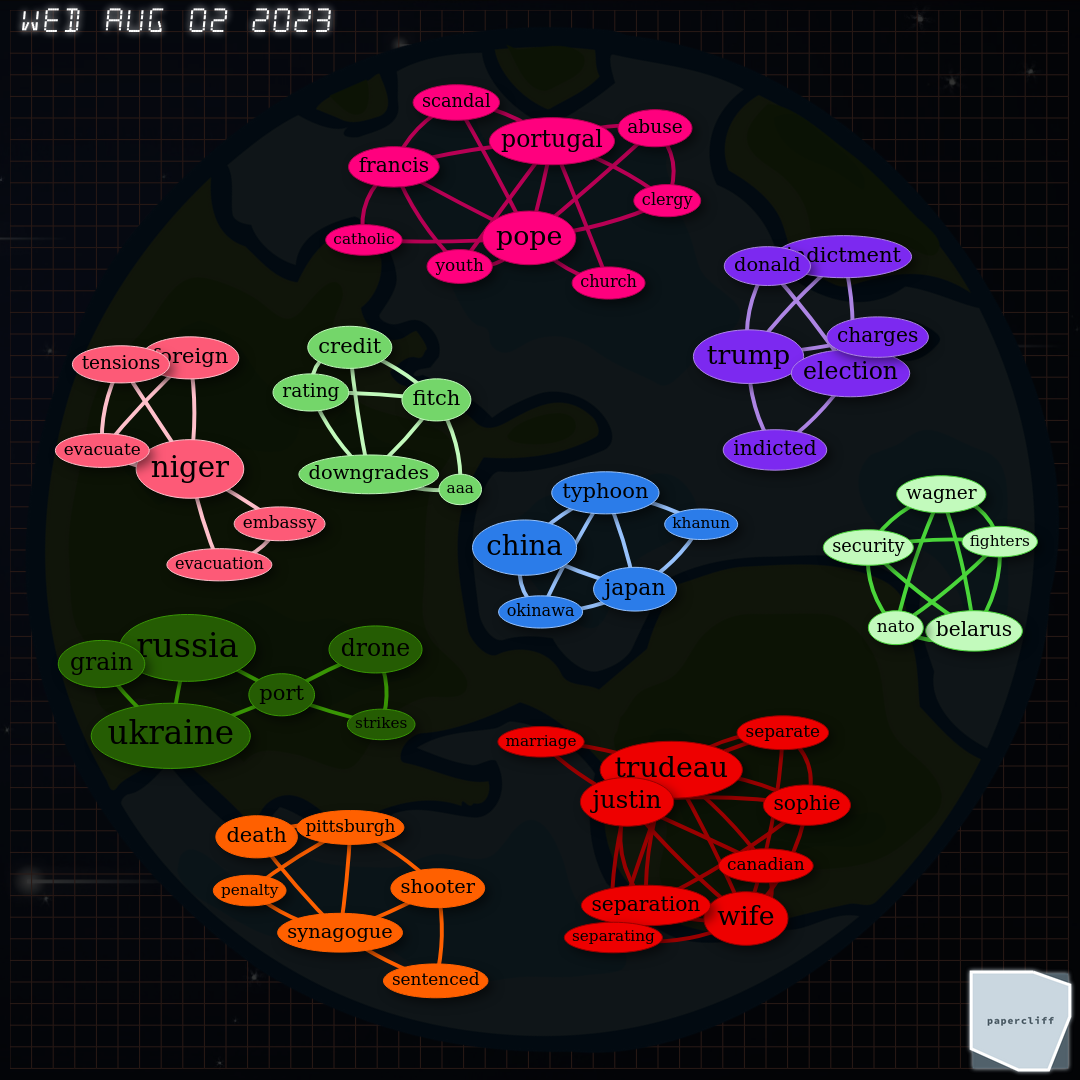 WED AUG 02 2023
scandal
portugal
abuse
francis
clergy
catholic
pope
youth
church
donald
indictment
trump
charges
election
indicted
tensions
foreign
evacuate
niger
embassy
evacuation
credit
rating
fitch
downgrades
aaa
typhoon
khanun
china
japan
okinawa
wagner
security
fighters
nato
belarus
russia
grain
drone
port
ukraine
strikes
marriage
separate
trudeau
justin
sophie
canadian
separation
wife
separating
death
pittsburgh
penalty
shooter
synagogue
sentenced
papercliff